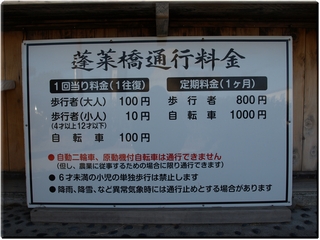 蓬莱橋通行料金
1回当り料金(1往復)
歩行者(大人) 100円
歩行者(小人) 10円
(4才以上12才以下)
自転車 100円
定期料金(1ヶ月)
歩行者 800円
自転車 1000円
●自動二輪車、原動機付自転車は通行できません
(但し、農業に従事するための場合に限り通行できます)
●6才未満の小児の単独歩行は禁止します
●降雨、降雪、など異常気象時には通行止めとする場合があります